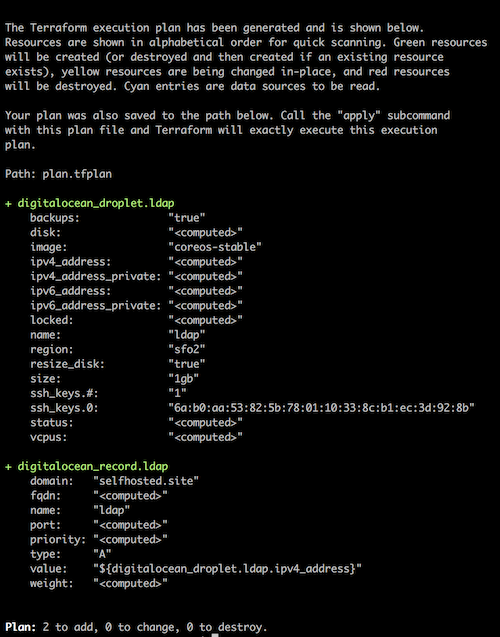 The Terraform execution plan has been generated and is shown below.
Resources are shown in alphabetical order for quick scanning. Green resources
will be created (or destroyed and then created if an existing resource
exists), yellow resources are being changed in-place, and red resources
will be destroyed. Cyan entries are data sources to be read.

Your plan was also saved to the path below. Call the "apply" subcommand
with this plan file and Terraform will exactly execute this execution
plan.

Path: plan.tfplan

+ digitalocean_droplet.ldap
    backups:              "true"
    disk:                 "<computed>"
    image:                "coreos-stable"
    ipv4_address:         "<computed>"
    ipv4_address_private: "<computed>"
    ipv6_address:         "<computed>"
    ipv6_address_private: "<computed>"
    locked:               "<computed>"
    name:                 "ldap"
    region:               "sfo2"
    resize_disk:          "true"
    size:                 "1gb"
    ssh_keys.#:           "1"
    ssh_keys.0:           "6a:b0:aa:53:82:5b:78:01:10:33:8c:b1:ec:3d:92:8b"
    status:               "<computed>"
    vcpus:                "<computed>"

+ digitalocean_record.ldap
    domain:   "selfhosted.site"
    fqdn:     "<computed>"
    name:     "ldap"
    port:     "<computed>"
    priority: "<computed>"
    type:     "A"
    value:    "${digitalocean_droplet.ldap.ipv4_address}"
    weight:   "<computed>"

Plan: 2 to add, 0 to change, 0 to destroy.